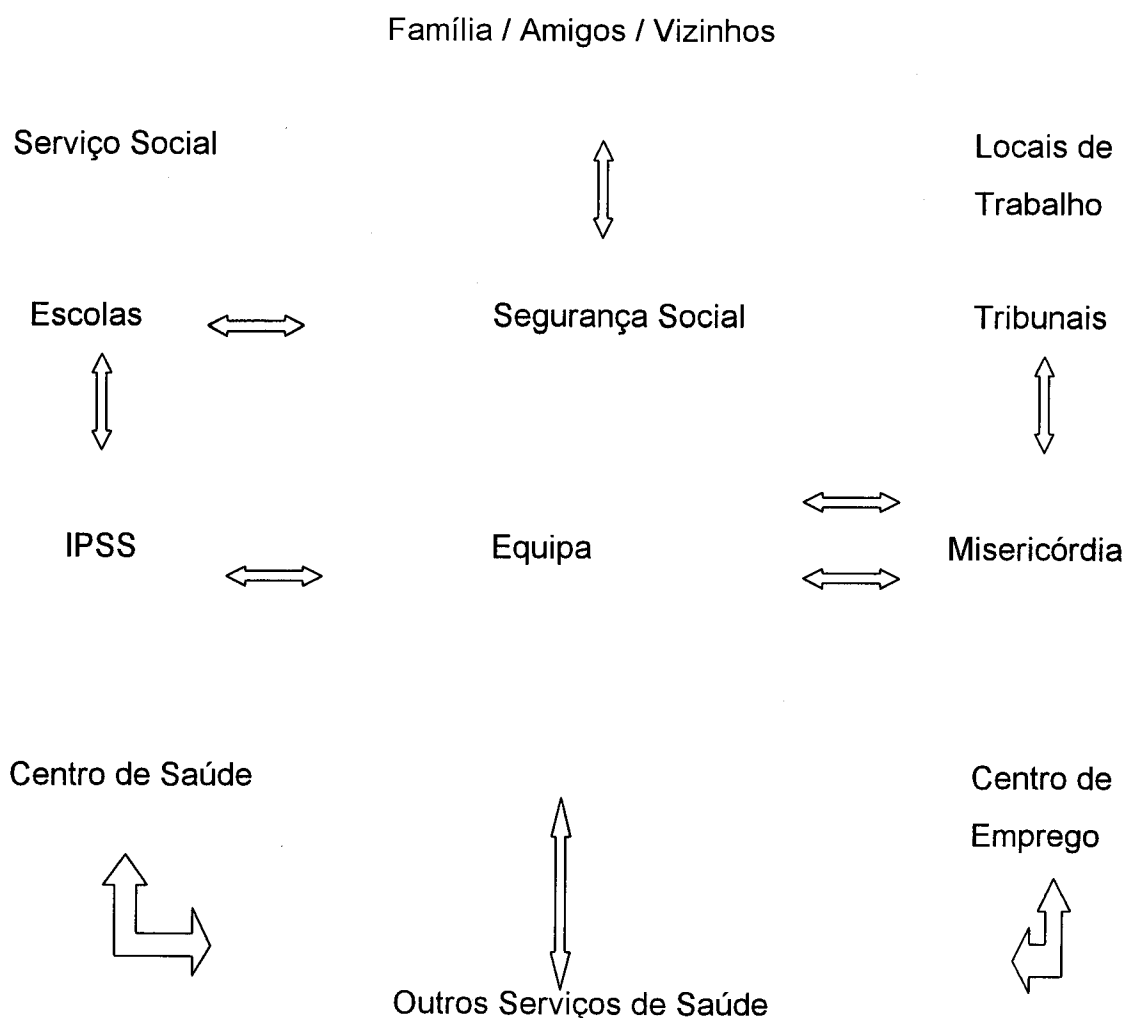 Família / Amigos / Vizinhos
Serviço Social
Locais de
Trabalho
Escolas
Segurança Social
Tribunais
IPSS
Equipa
Misericórdia
Centro de Saúde
Centro de
Emprego
Outros Serviços de Saúde